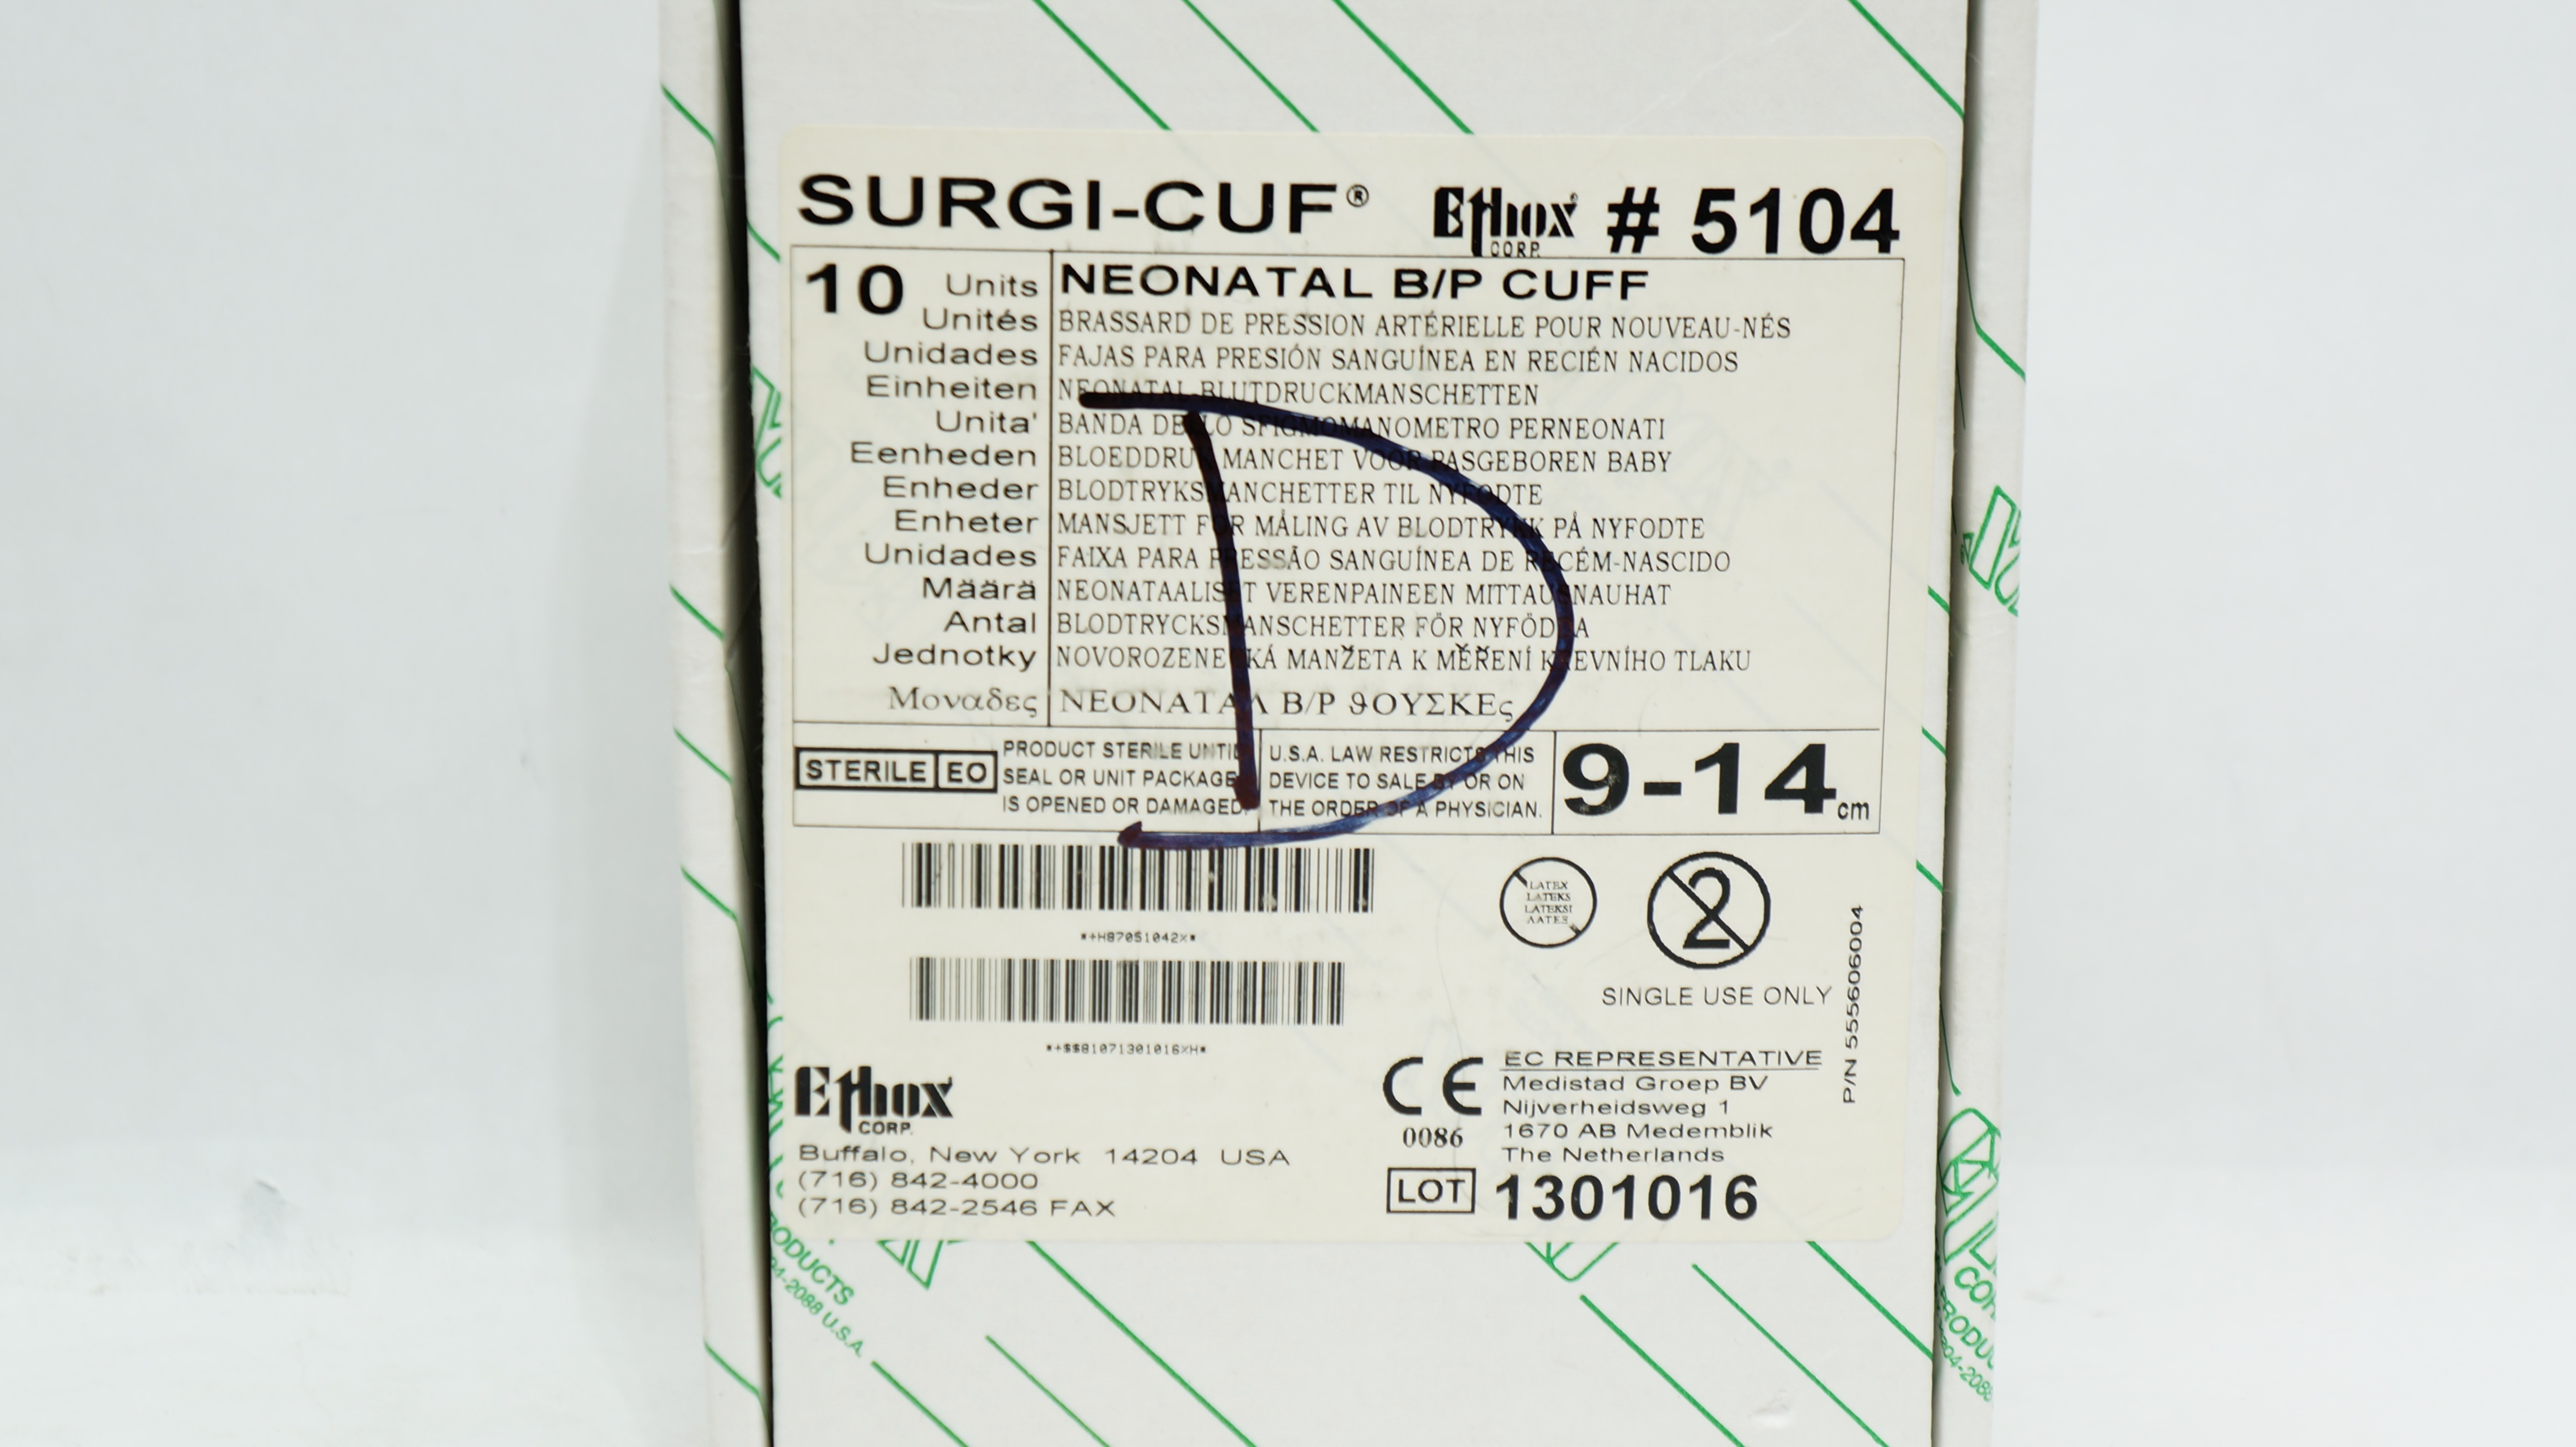 SURGI-CUF® Ethox® CORP. # 5104
10 Units NEONATAL B/P CUFF
Unités BRASSARD DE PRESSION ARTÉRIELLE POUR NOUVEAU-NÉS
Unidades FAJAS PARA PRESIÓN SANGUÍNEA EN RECIÉN NACIDOS
Einheiten NEONATAL-BLUTDRUCKMANSCHETTEN
Unita' BANDA DELLO SFIGMOMANOMETRO PERNEONATI
Eenheden BLOEDDRUK MANCHET VOOR PASGEBOREN BABY
Enheder BLODTRYKSMANCHETTER TIL NYFODTE
Enheter MANSJETT FOR MÅLING AV BLODTRYKK PÅ NYFODTE
Unidades FAIXA PARA PRESSÃO SANGUÍNEA DE RECÉM-NASCIDO
Määrä NEONATAALISET VERENPAINEEN MITTAUSNAUHAT
Antal BLODTRYCKSMANSCHETTER FÖR NYFÖDDA
Jednotky NOVOROZENECKÁ MANŽETA K MĚŘENÍ KREVNÍHO TLAKU
Μοναδες ΝΕΟΝΑΤΑΛ Β/Ρ ϑΟΥΣΚΕς
D
STERILE EO
PRODUCT STERILE UNTIL
SEAL OR UNIT PACKAGE
IS OPENED OR DAMAGED.
U.S.A. LAW RESTRICTS THIS
DEVICE TO SALE BY OR ON
THE ORDER OF A PHYSICIAN.
9-14 cm
*+H87051042X*
*+$$81071301016XH*
LATEX
LATEKS
LATEKSI
ΛΑΤΕΞ
2
SINGLE USE ONLY
P/N 555606004
Ethox
CORP.
Buffalo, New York 14204 USA
(716) 842-4000
(716) 842-2546 FAX
CE
0086
EC REPRESENTATIVE
Medistad Groep BV
Nijverheidsweg 1
1670 AB Medemblik
The Netherlands
LOT 1301016